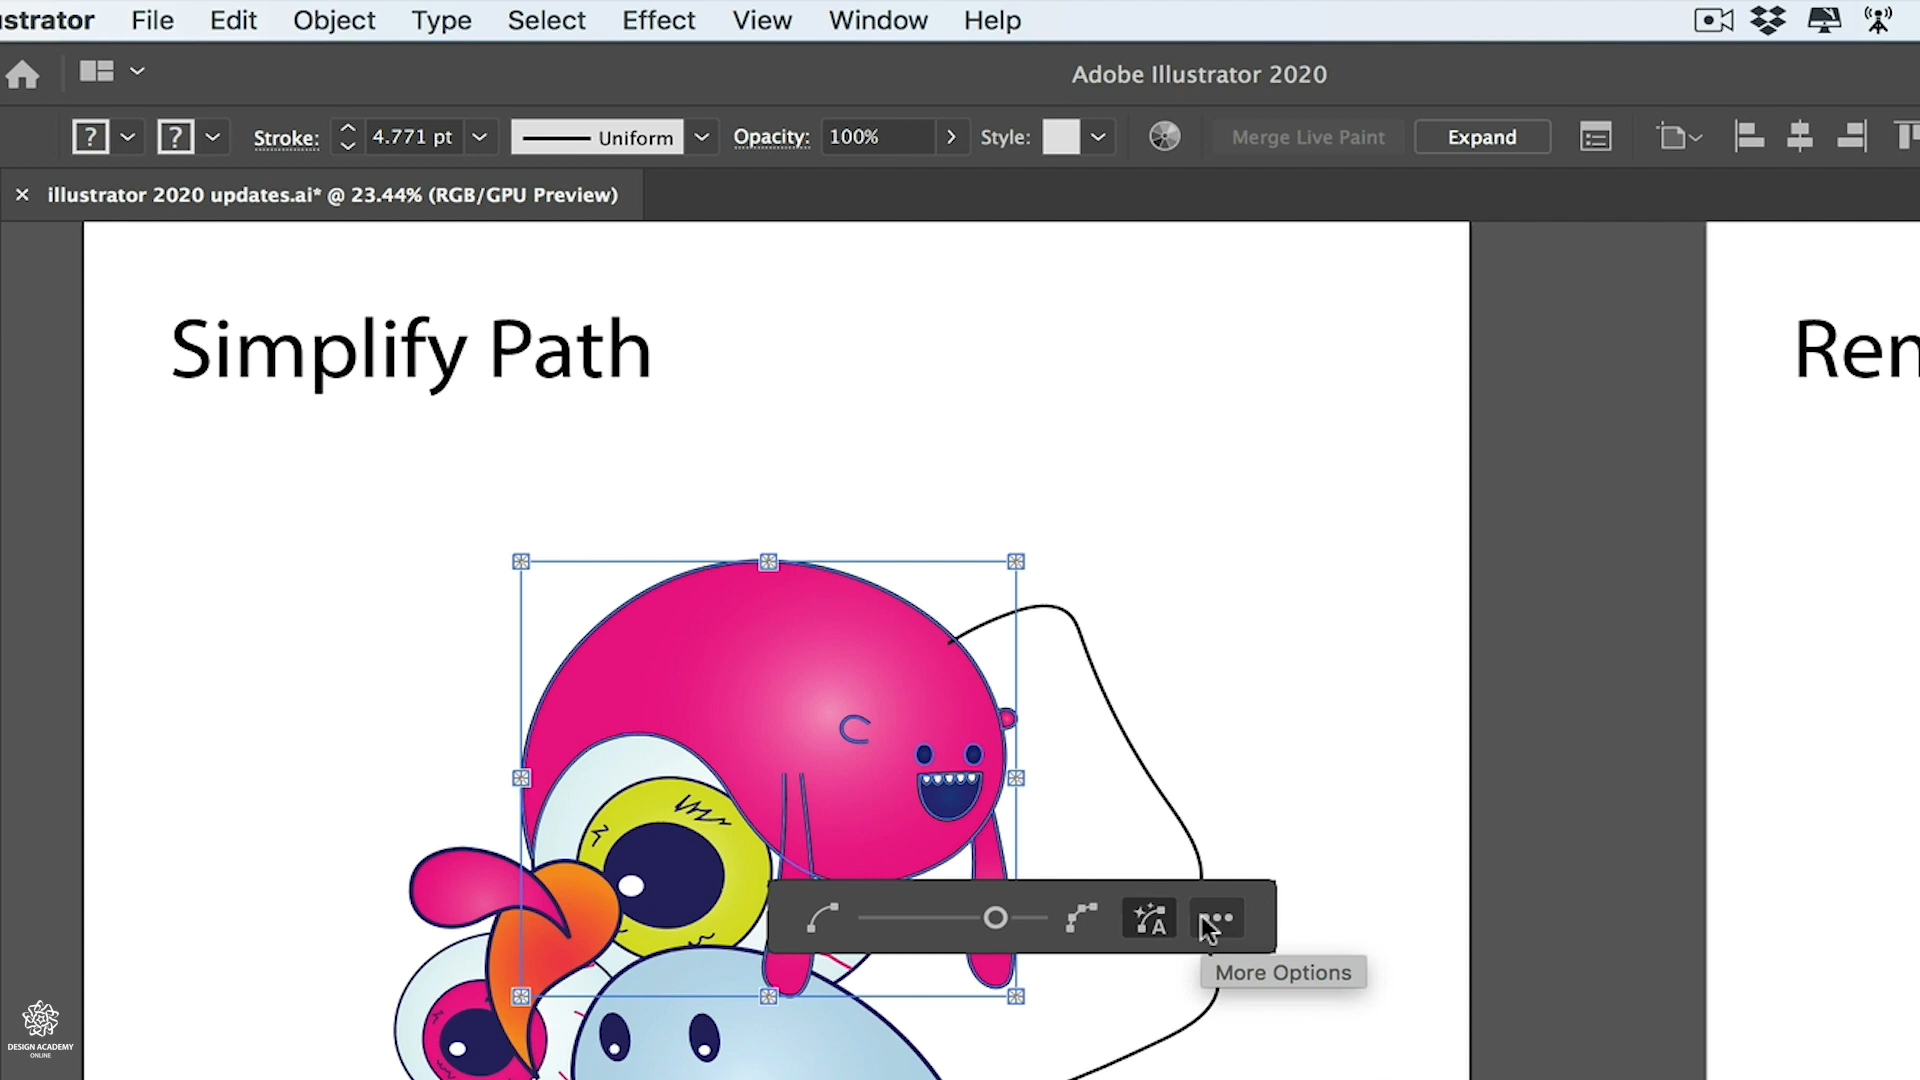 ustrator File Edit Object Type Select Effect View Window Help
Adobe Illustrator 2020
? ? Stroke: 4.771 pt Uniform Opacity: 100% Style: Merge Live Paint Expand
× illustrator 2020 updates.ai* @ 23.44% (RGB/GPU Preview)
Simplify Path
Ren
A
More Options
DESIGN ACADEMY
ONLINE